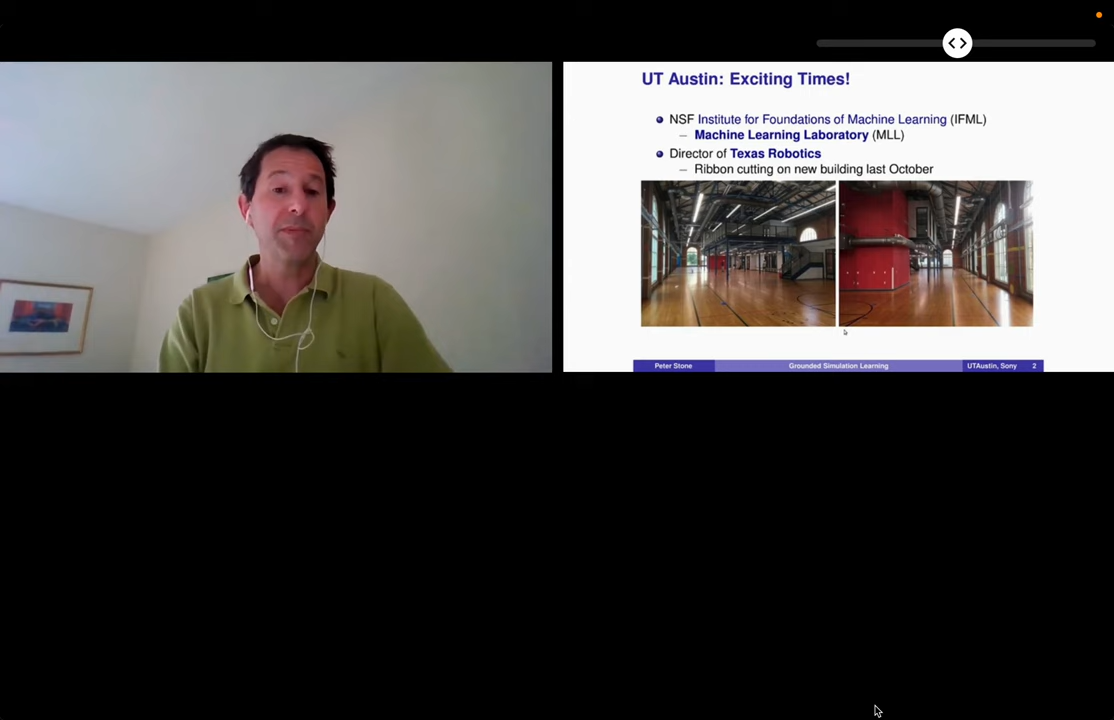 UT Austin: Exciting Times!
NSF Institute for Foundations of Machine Learning (IFML)
– Machine Learning Laboratory (MLL)
Director of Texas Robotics
– Ribbon cutting on new building last October
Peter Stone Grounded Simulation Learning UTAustin, Sony 2